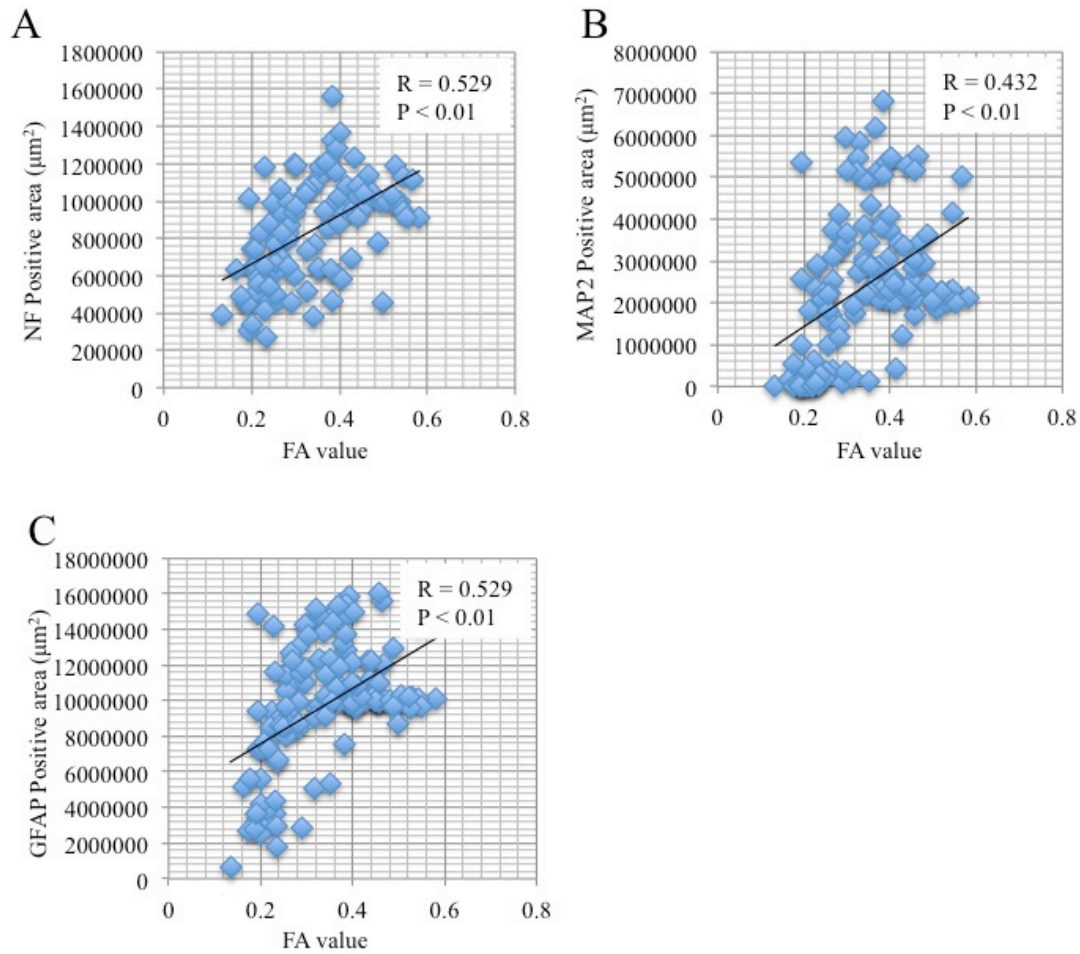 A
NF Positive area (μm²)
1800000
1600000
1400000
1200000
1000000
800000
600000
400000
200000
0
R = 0.529
P < 0.01
0 0.2 0.4 0.6 0.8
FA value
B
MAP2 Positive area (μm²)
8000000
7000000
6000000
5000000
4000000
3000000
2000000
1000000
0
R = 0.432
P < 0.01
0 0.2 0.4 0.6 0.8
FA value
C
GFAP Positive area (μm²)
18000000
16000000
14000000
12000000
10000000
8000000
6000000
4000000
2000000
0
R = 0.529
P < 0.01
0 0.2 0.4 0.6 0.8
FA value